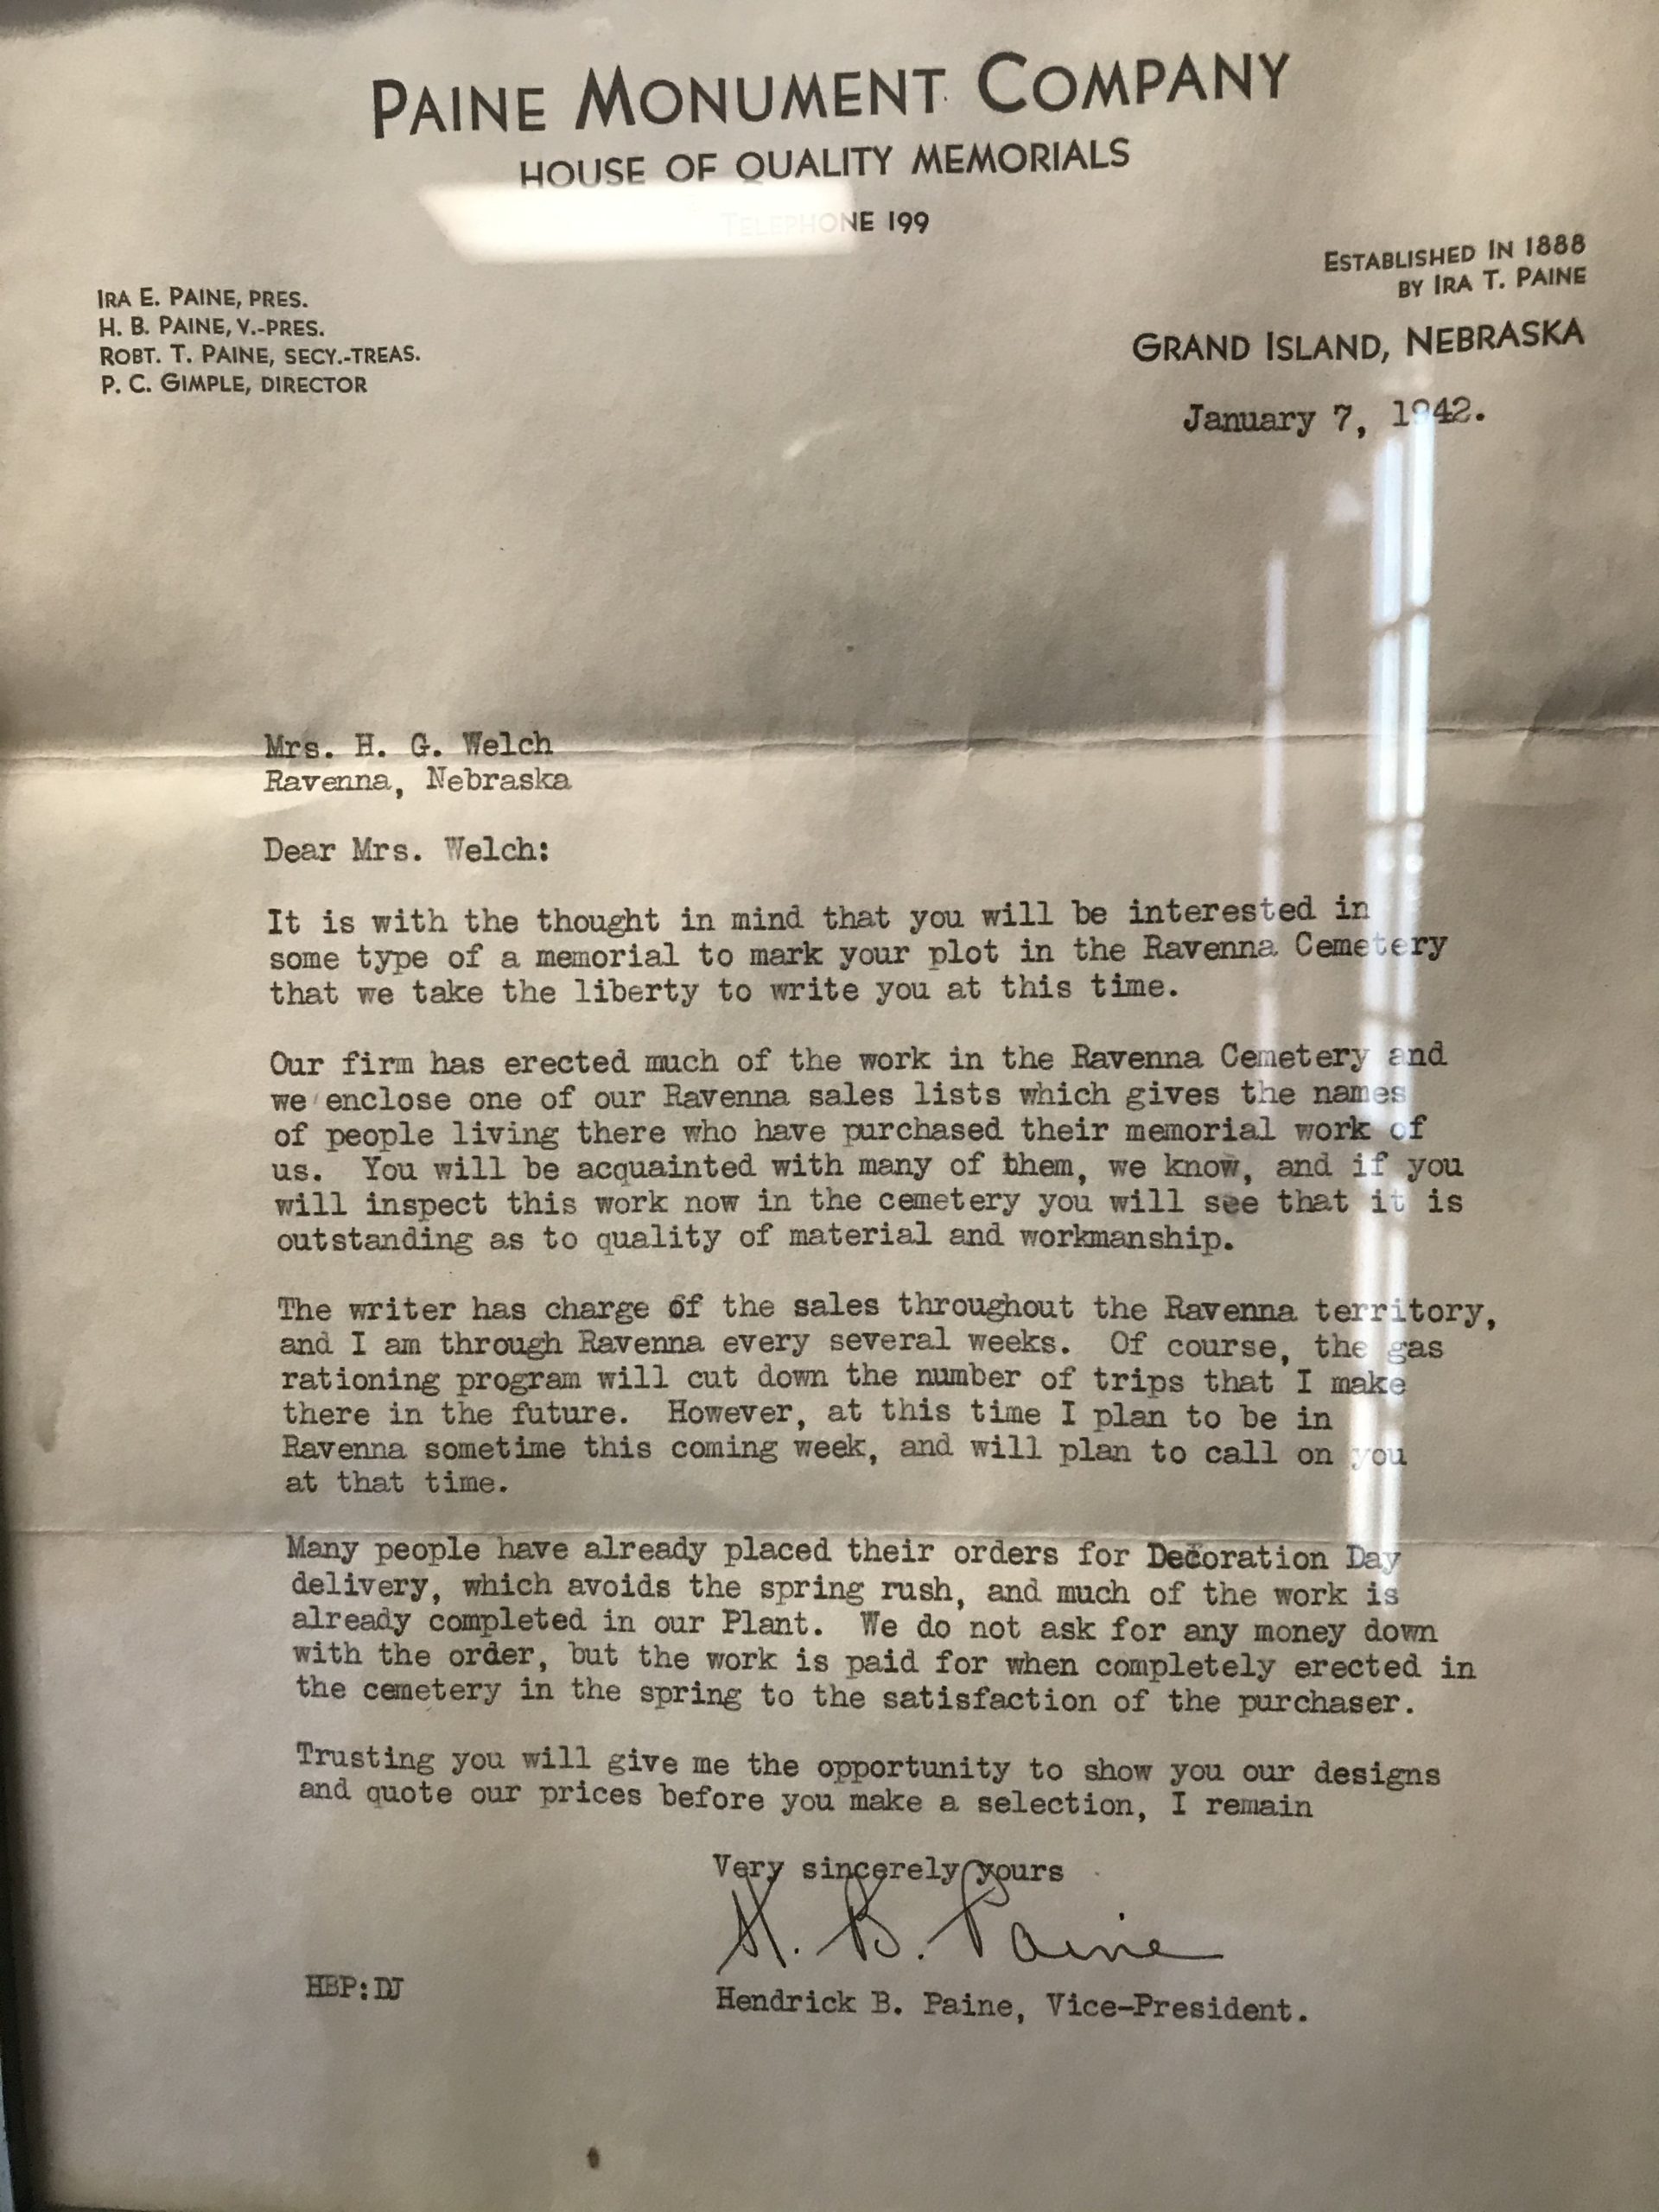 PAINE MONUMENT COMPANY
HOUSE OF QUALITY MEMORIALS
TELEPHONE 199
ESTABLISHED IN 1888
BY IRA T. PAINE
IRA E. PAINE, PRES.
H. B. PAINE, V.-PRES.
ROBT. T. PAINE, SECY.-TREAS.
P. C. GIMPLE, DIRECTOR
GRAND ISLAND, NEBRASKA
January 7, 1942.
Mrs. H. G. Welch
Ravenna, Nebraska
Dear Mrs. Welch:
It is with the thought in mind that you will be interested in
some type of a memorial to mark your plot in the Ravenna Cemetery
that we take the liberty to write you at this time.
Our firm has erected much of the work in the Ravenna Cemetery and
we enclose one of our Ravenna sales lists which gives the names
of people living there who have purchased their memorial work of
us. You will be acquainted with many of them, we know, and if you
will inspect this work now in the cemetery you will see that it is
outstanding as to quality of material and workmanship.
The writer has charge of the sales throughout the Ravenna territory,
and I am through Ravenna every several weeks. Of course, the gas
rationing program will cut down the number of trips that I make
there in the future. However, at this time I plan to be in
Ravenna sometime this coming week, and will plan to call on you
at that time.
Many people have already placed their orders for Decoration Day
delivery, which avoids the spring rush, and much of the work is
already completed in our Plant. We do not ask for any money down
with the order, but the work is paid for when completely erected in
the cemetery in the spring to the satisfaction of the purchaser.
Trusting you will give me the opportunity to show you our designs
and quote our prices before you make a selection, I remain
Very sincerely yours
H. B. Paine
HBP:DJ
Hendrick B. Paine, Vice-President.